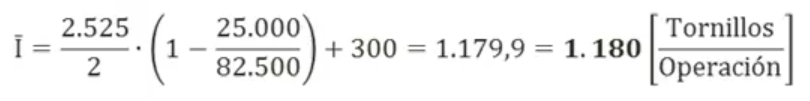 Ī = 2.525/2 · (1 − 25.000/82.500) + 300 = 1.179,9 = 1.180 [Tornillos/Operación]